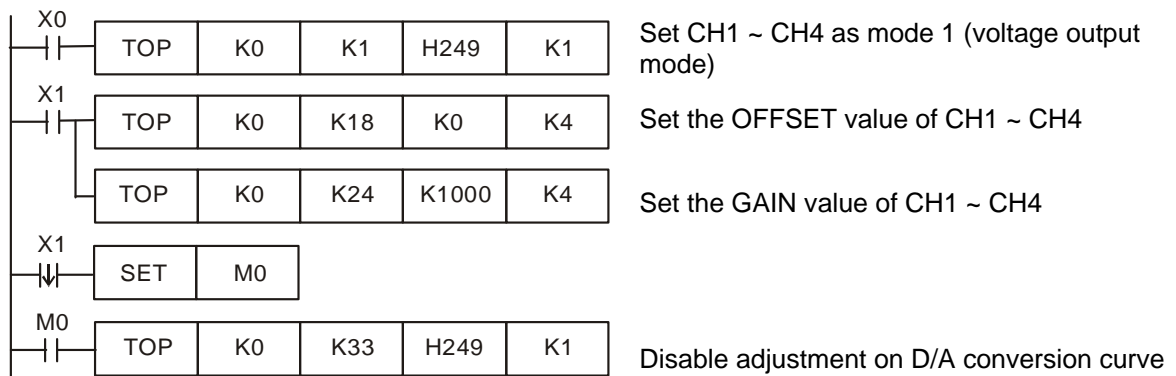 X0
TOP K0 K1 H249 K1
Set CH1 ~ CH4 as mode 1 (voltage output
mode)
X1
TOP K0 K18 K0 K4
Set the OFFSET value of CH1 ~ CH4
TOP K0 K24 K1000 K4
Set the GAIN value of CH1 ~ CH4
X1
SET M0
M0
TOP K0 K33 H249 K1
Disable adjustment on D/A conversion curve